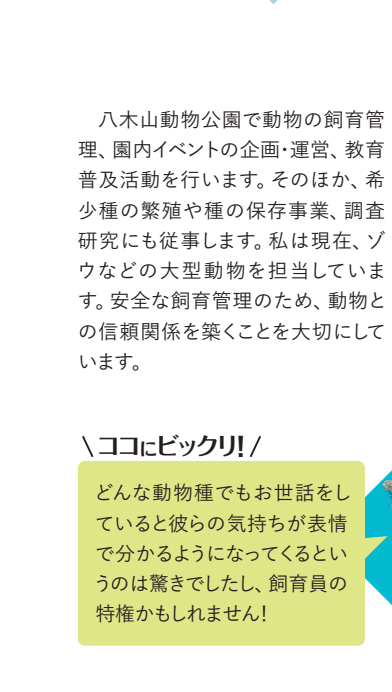 八木山動物公園で動物の飼育管
理、園内イベントの企画・運営、教育
普及活動を行います。そのほか、希
少種の繁殖や種の保存事業、調査
研究にも従事します。私は現在、ゾ
ウなどの大型動物を担当していま
す。安全な飼育管理のため、動物と
の信頼関係を築くことを大切にして
います。
\ココにビックリ!/
どんな動物種でもお世話をし
ていると彼らの気持ちが表情
で分かるようになってくるとい
うのは驚きでしたし、飼育員の
特権かもしれません!